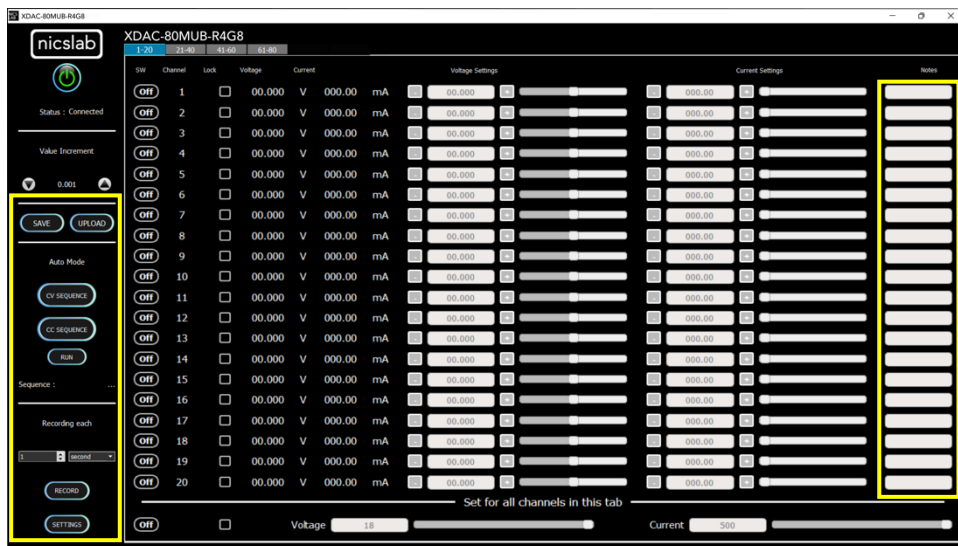 XDAC-80MUB-R4G8
nicslab
Status : Connected
Value Increment
0.001
SAVE UPLOAD
Auto Mode
CV SEQUENCE
CC SEQUENCE
RUN
Sequence : ...
Recording each
1 second
RECORD
SETTINGS
XDAC-80MUB-R4G8
1-20 21-40 41-60 61-80
SW Channel Lock Voltage Current Voltage Settings Current Settings Notes
Off 1 00.000 V 000.00 mA - 00.000 + - 000.00 +
Off 2 00.000 V 000.00 mA - 00.000 + - 000.00 +
Off 3 00.000 V 000.00 mA - 00.000 + - 000.00 +
Off 4 00.000 V 000.00 mA - 00.000 + - 000.00 +
Off 5 00.000 V 000.00 mA - 00.000 + - 000.00 +
Off 6 00.000 V 000.00 mA - 00.000 + - 000.00 +
Off 7 00.000 V 000.00 mA - 00.000 + - 000.00 +
Off 8 00.000 V 000.00 mA - 00.000 + - 000.00 +
Off 9 00.000 V 000.00 mA - 00.000 + - 000.00 +
Off 10 00.000 V 000.00 mA - 00.000 + - 000.00 +
Off 11 00.000 V 000.00 mA - 00.000 + - 000.00 +
Off 12 00.000 V 000.00 mA - 00.000 + - 000.00 +
Off 13 00.000 V 000.00 mA - 00.000 + - 000.00 +
Off 14 00.000 V 000.00 mA - 00.000 + - 000.00 +
Off 15 00.000 V 000.00 mA - 00.000 + - 000.00 +
Off 16 00.000 V 000.00 mA - 00.000 + - 000.00 +
Off 17 00.000 V 000.00 mA - 00.000 + - 000.00 +
Off 18 00.000 V 000.00 mA - 00.000 + - 000.00 +
Off 19 00.000 V 000.00 mA - 00.000 + - 000.00 +
Off 20 00.000 V 000.00 mA - 00.000 + - 000.00 +
Set for all channels in this tab
Off Voltage 18 Current 500